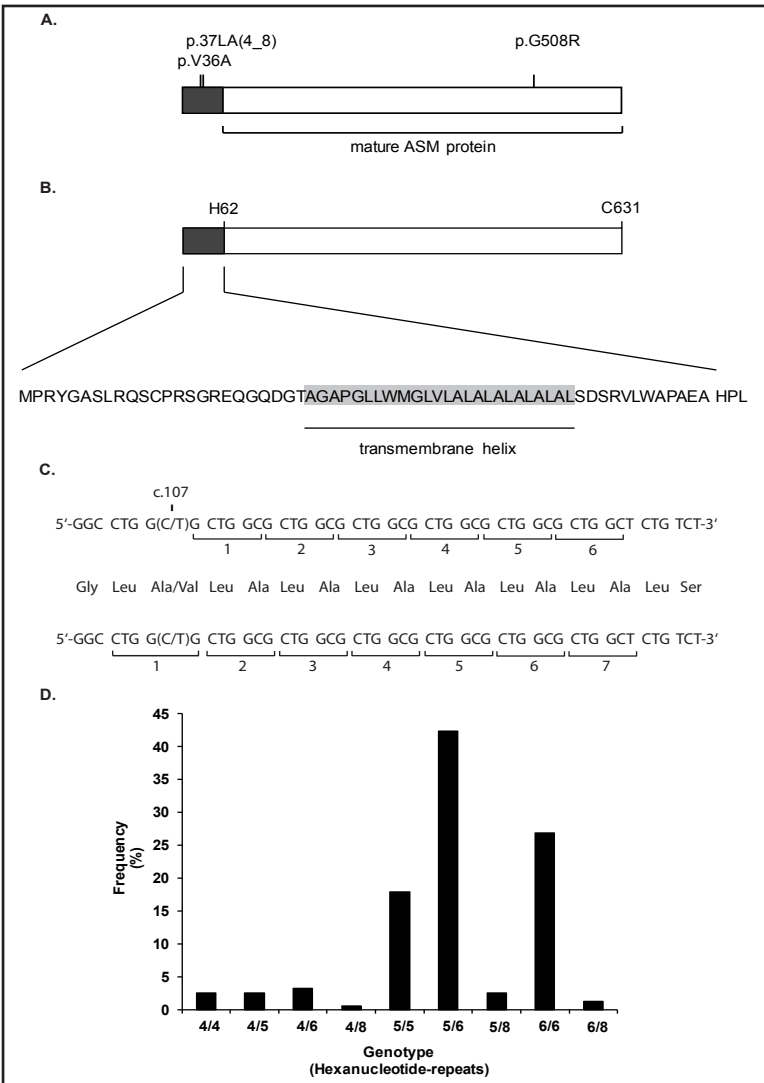 A.
p.37LA(4_8)
p.V36A
p.G508R
mature ASM protein
B.
H62
C631
MPRYGASLRQSCPRSGREQGQDGTAGAPGLLWMGLVLALALALALALSDSRVLWAPAEA HPL
transmembrane helix
C.
c.107
5‘-GGC CTG G(C/T)G CTG GCG CTG GCG CTG GCG CTG GCG CTG GCG CTG GCT CTG TCT-3‘
1 2 3 4 5 6
Gly Leu Ala/Val Leu Ala Leu Ala Leu Ala Leu Ala Leu Ala Leu Ala Leu Ser
5‘-GGC CTG G(C/T)G CTG GCG CTG GCG CTG GCG CTG GCG CTG GCG CTG GCT CTG TCT-3‘
1 2 3 4 5 6 7
D.
Frequency
(%)
45
40
35
30
25
20
15
10
5
0
4/4 4/5 4/6 4/8 5/5 5/6 5/8 6/6 6/8
Genotype
(Hexanucleotide-repeats)